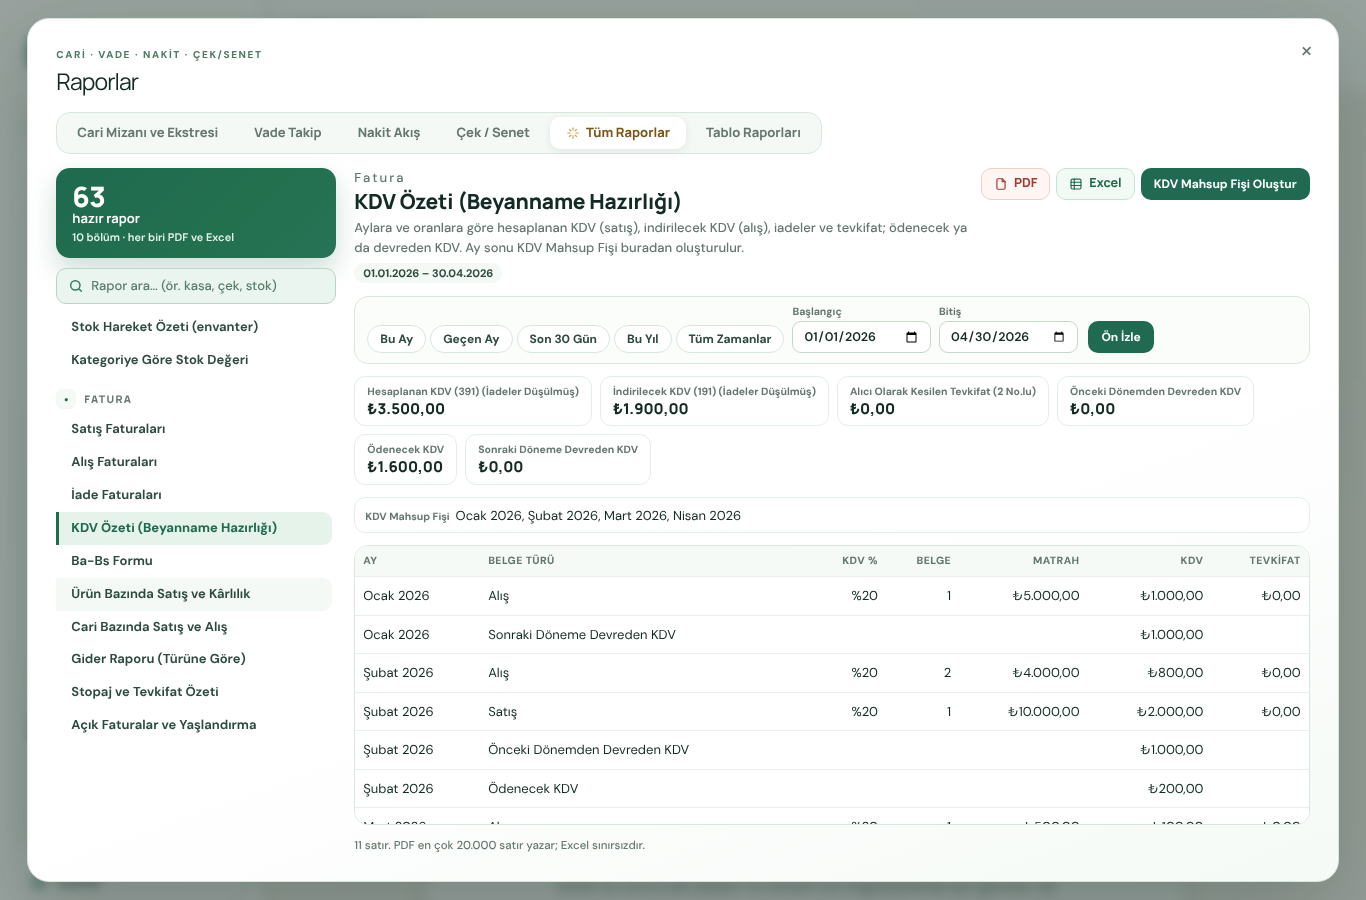 CARİ · VADE · NAKİT · ÇEK/SENET
Raporlar
×
Cari Mizanı ve Ekstresi
Vade Takip
Nakit Akış
Çek / Senet
Tüm Raporlar
Tablo Raporları
63
hazır rapor
10 bölüm · her biri PDF ve Excel
Rapor ara... (ör. kasa, çek, stok)
Stok Hareket Özeti (envanter)
Kategoriye Göre Stok Değeri
FATURA
Satış Faturaları
Alış Faturaları
İade Faturaları
KDV Özeti (Beyanname Hazırlığı)
Ba-Bs Formu
Ürün Bazında Satış ve Kârlılık
Cari Bazında Satış ve Alış
Gider Raporu (Türüne Göre)
Stopaj ve Tevkifat Özeti
Açık Faturalar ve Yaşlandırma
Fatura
KDV Özeti (Beyanname Hazırlığı)
Aylara ve oranlara göre hesaplanan KDV (satış), indirilecek KDV (alış), iadeler ve tevkifat; ödenecek ya
da devreden KDV. Ay sonu KDV Mahsup Fişi buradan oluşturulur.
01.01.2026 – 30.04.2026
PDF
Excel
KDV Mahsup Fişi Oluştur
Bu Ay
Geçen Ay
Son 30 Gün
Bu Yıl
Tüm Zamanlar
Başlangıç
01/01/2026
Bitiş
04/30/2026
Ön İzle
Hesaplanan KDV (391) (İadeler Düşülmüş)
₺3.500,00
İndirilecek KDV (191) (İadeler Düşülmüş)
₺1.900,00
Alıcı Olarak Kesilen Tevkifat (2 No.lu)
₺0,00
Önceki Dönemden Devreden KDV
₺0,00
Ödenecek KDV
₺1.600,00
Sonraki Döneme Devreden KDV
₺0,00
KDV Mahsup Fişi Ocak 2026, Şubat 2026, Mart 2026, Nisan 2026
AY BELGE TÜRÜ KDV % BELGE MATRAH KDV TEVKİFAT
Ocak 2026 Alış %20 1 ₺5.000,00 ₺1.000,00 ₺0,00
Ocak 2026 Sonraki Döneme Devreden KDV ₺1.000,00
Şubat 2026 Alış %20 2 ₺4.000,00 ₺800,00 ₺0,00
Şubat 2026 Satış %20 1 ₺10.000,00 ₺2.000,00 ₺0,00
Şubat 2026 Önceki Dönemden Devreden KDV ₺1.000,00
Şubat 2026 Ödenecek KDV ₺200,00
11 satır. PDF en çok 20.000 satır yazar; Excel sınırsızdır.